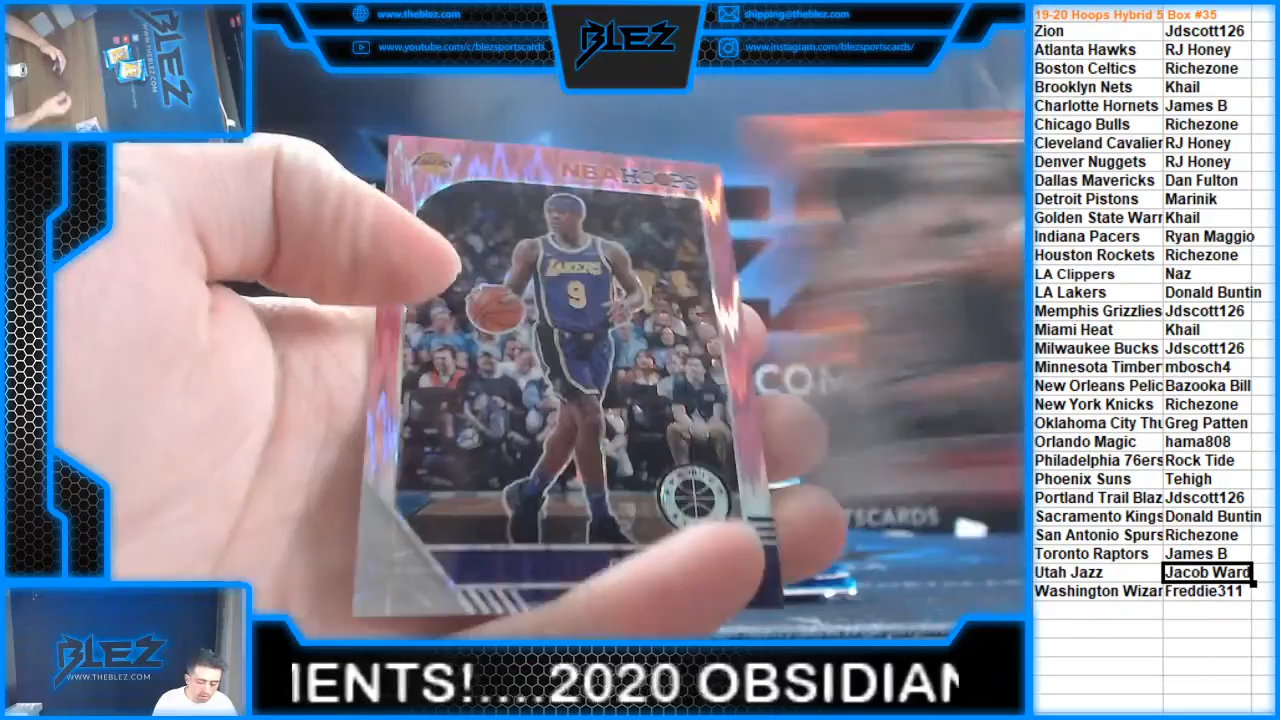 www.theblez.com
www.youtube.com/c/blezsportscards
BLEZ
shipping@theblez.com
www.instagram.com/blezsportscards/
BLEZ
NBA HOOPS
LAKERS
9
COM
TSCARDS
BLEZ
WWW.THEBLEZ.COM
IENTS!....2020 OBSIDIAN
19-20 Hoops Hybrid 5 Box #35
Zion Jdscott126
Atlanta Hawks RJ Honey
Boston Celtics Richezone
Brooklyn Nets Khail
Charlotte Hornets James B
Chicago Bulls Richezone
Cleveland Cavalier RJ Honey
Denver Nuggets RJ Honey
Dallas Mavericks Dan Fulton
Detroit Pistons Marinik
Golden State Warr Khail
Indiana Pacers Ryan Maggio
Houston Rockets Richezone
LA Clippers Naz
LA Lakers Donald Buntin
Memphis Grizzlies Jdscott126
Miami Heat Khail
Milwaukee Bucks Jdscott126
Minnesota Timber mbosch4
New Orleans Pelic Bazooka Bill
New York Knicks Richezone
Oklahoma City Thu Greg Patten
Orlando Magic hama808
Philadelphia 76ers Rock Tide
Phoenix Suns Tehigh
Portland Trail Blaz Jdscott126
Sacramento Kings Donald Buntin
San Antonio Spurs Richezone
Toronto Raptors James B
Utah Jazz Jacob Ward
Washington Wizar Freddie311